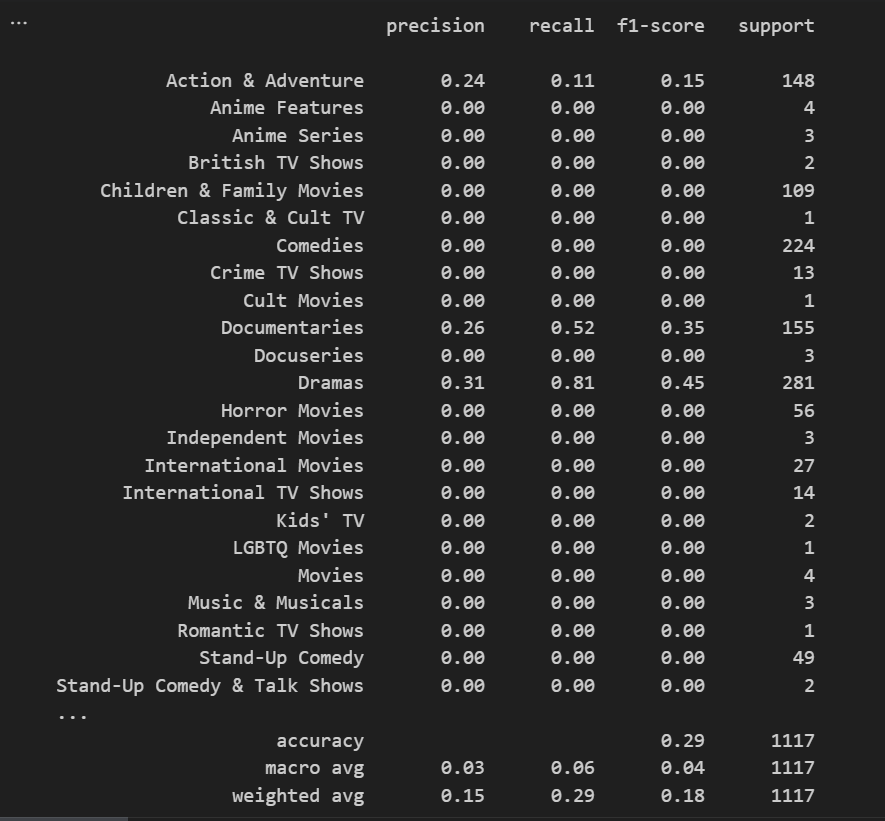 ...
precision recall f1-score support
Action & Adventure 0.24 0.11 0.15 148
Anime Features 0.00 0.00 0.00 4
Anime Series 0.00 0.00 0.00 3
British TV Shows 0.00 0.00 0.00 2
Children & Family Movies 0.00 0.00 0.00 109
Classic & Cult TV 0.00 0.00 0.00 1
Comedies 0.00 0.00 0.00 224
Crime TV Shows 0.00 0.00 0.00 13
Cult Movies 0.00 0.00 0.00 1
Documentaries 0.26 0.52 0.35 155
Docuseries 0.00 0.00 0.00 3
Dramas 0.31 0.81 0.45 281
Horror Movies 0.00 0.00 0.00 56
Independent Movies 0.00 0.00 0.00 3
International Movies 0.00 0.00 0.00 27
International TV Shows 0.00 0.00 0.00 14
Kids' TV 0.00 0.00 0.00 2
LGBTQ Movies 0.00 0.00 0.00 1
Movies 0.00 0.00 0.00 4
Music & Musicals 0.00 0.00 0.00 3
Romantic TV Shows 0.00 0.00 0.00 1
Stand-Up Comedy 0.00 0.00 0.00 49
Stand-Up Comedy & Talk Shows 0.00 0.00 0.00 2
...
accuracy 0.29 1117
macro avg 0.03 0.06 0.04 1117
weighted avg 0.15 0.29 0.18 1117